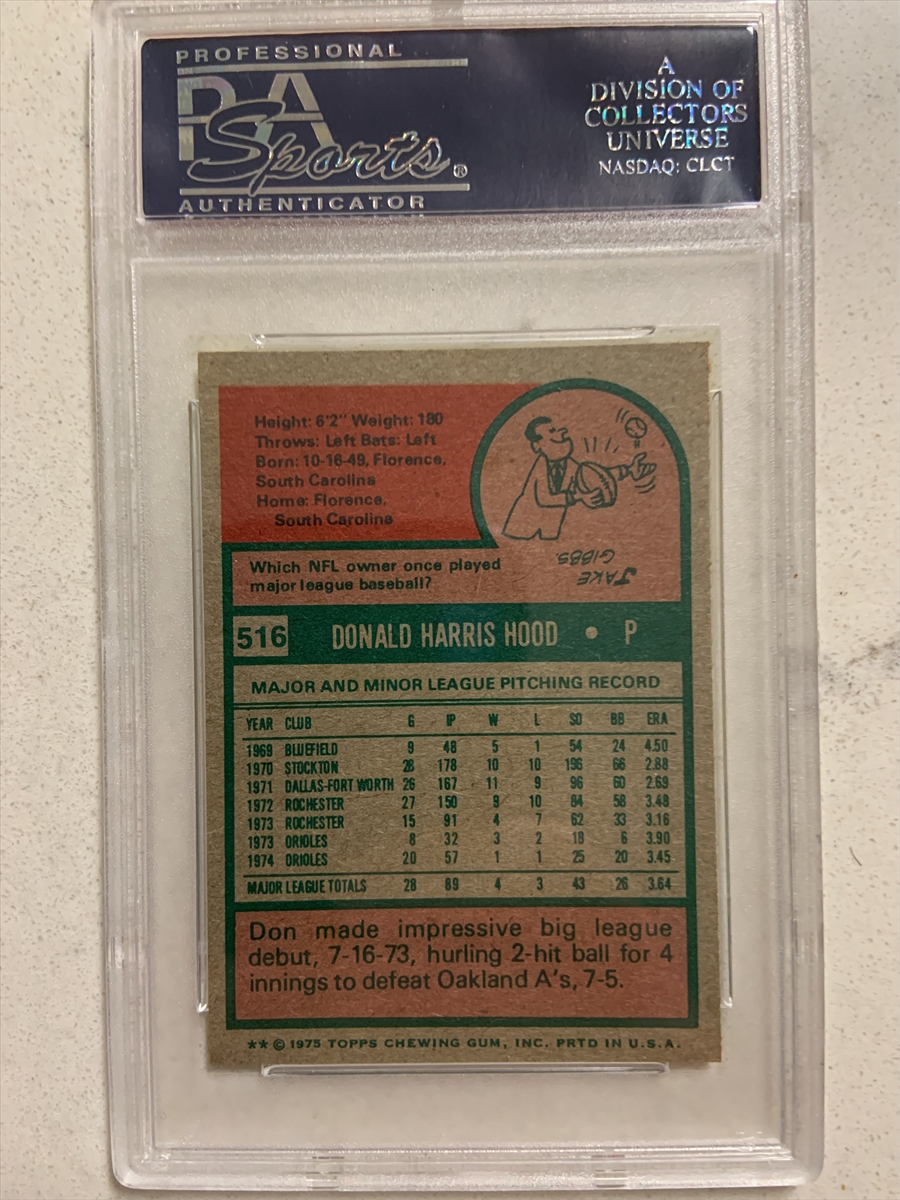 PROFESSIONAL
PSA
Sports®
AUTHENTICATOR
A
DIVISION OF
COLLECTORS
UNIVERSE
NASDAQ: CLCT
Height: 6'2" Weight: 180
Throws: Left Bats: Left
Born: 10-16-49, Florence,
South Carolina
Home: Florence,
South Carolina
JAKE
GIBBS.
Which NFL owner once played
major league baseball?
516 DONALD HARRIS HOOD • P
MAJOR AND MINOR LEAGUE PITCHING RECORD
YEAR CLUB G IP W L SO BB ERA
1969 BLUEFIELD 9 48 5 1 54 24 4.50
1970 STOCKTON 28 178 10 10 196 66 2.88
1971 DALLAS-FORT WORTH 26 167 11 9 96 60 2.69
1972 ROCHESTER 27 150 9 10 84 58 3.48
1973 ROCHESTER 15 91 4 7 62 33 3.16
1973 ORIOLES 8 32 3 2 18 6 3.90
1974 ORIOLES 20 57 1 1 25 20 3.45
MAJOR LEAGUE TOTALS 28 89 4 3 43 26 3.64
Don made impressive big league
debut, 7-16-73, hurling 2-hit ball for 4
innings to defeat Oakland A's, 7-5.
** © 1975 TOPPS CHEWING GUM, INC. PRTD IN U.S.A.